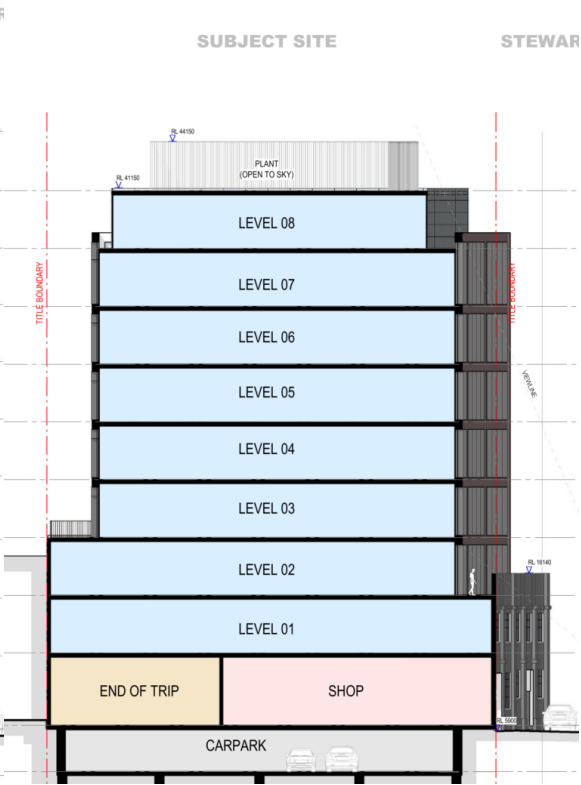 SUBJECT SITE
STEWAR
RL 44150
PLANT
(OPEN TO SKY)
RL 41150
LEVEL 08
TITLE BOUNDARY
LEVEL 07
TITLE BOUNDARY
LEVEL 06
VIEWLINE
LEVEL 05
LEVEL 04
LEVEL 03
RL 16140
LEVEL 02
LEVEL 01
END OF TRIP
SHOP
RL 5900
CARPARK